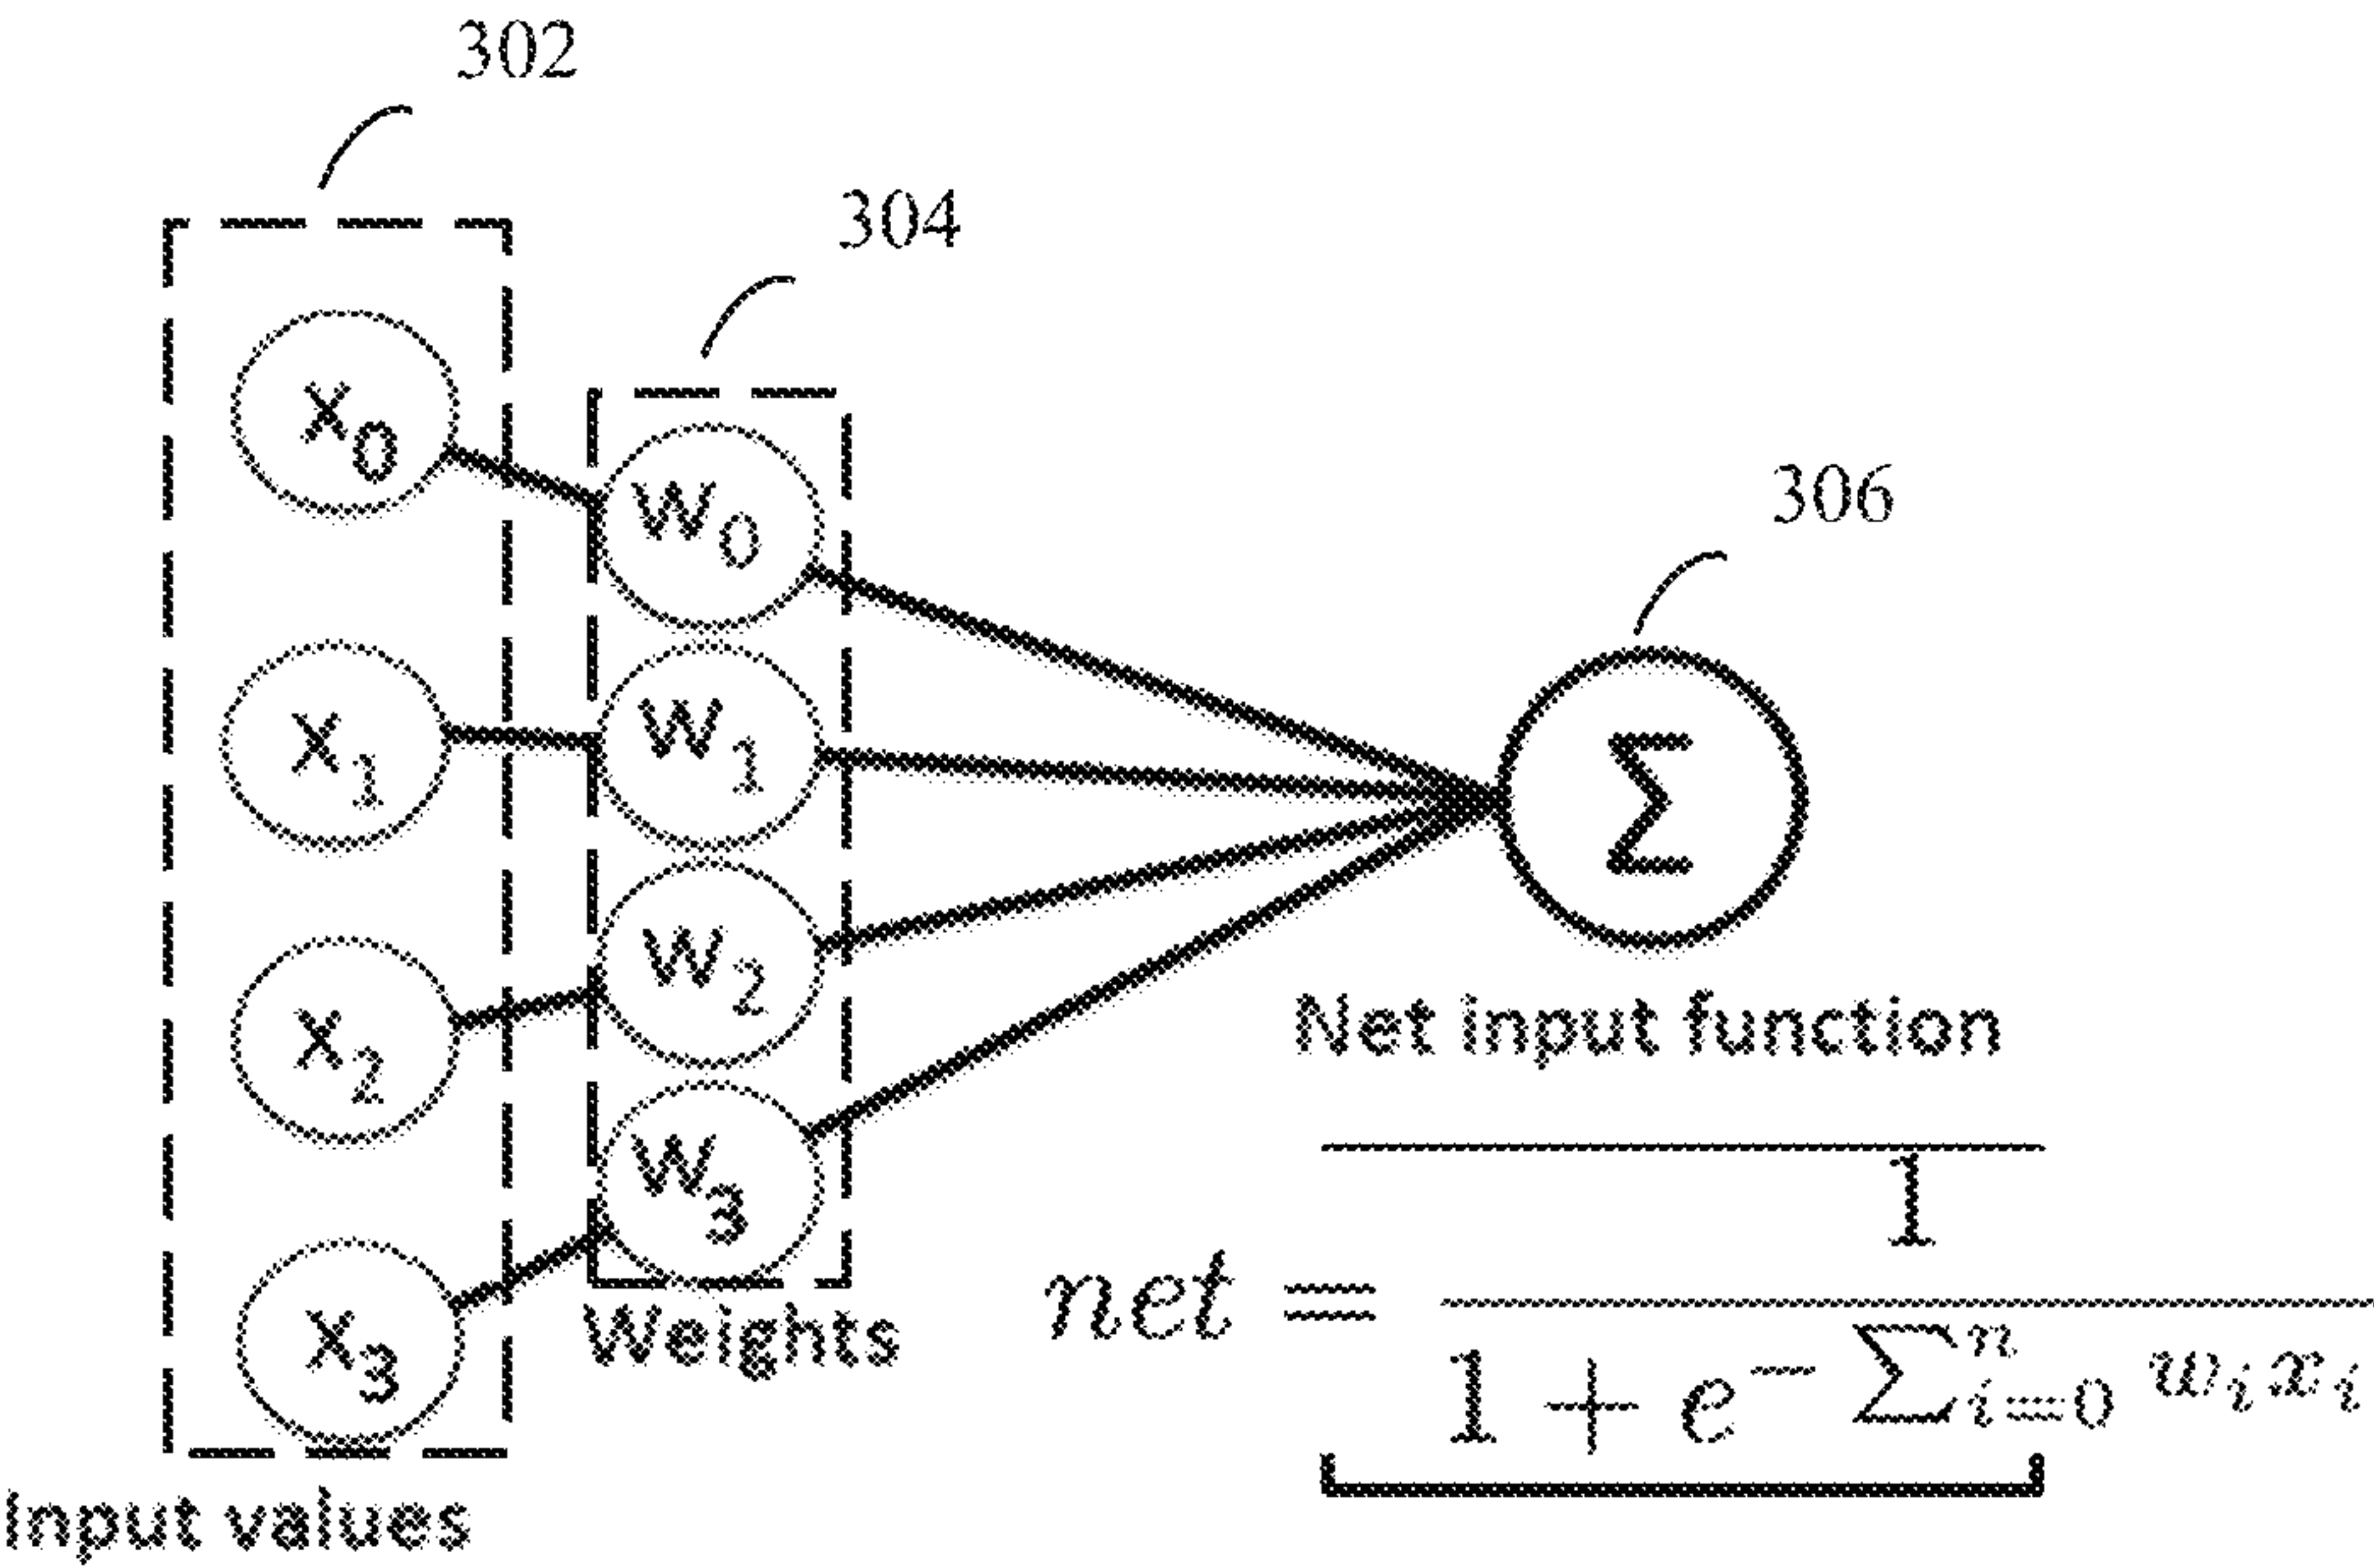 302
304
306
x₀
x₁
x₂
x₃
Input values
w₀
w₁
w₂
w₃
Weights
Σ
Net input function
net = 1 / (1 + e^(− Σ_{i=0}^{n} w_i x_i))